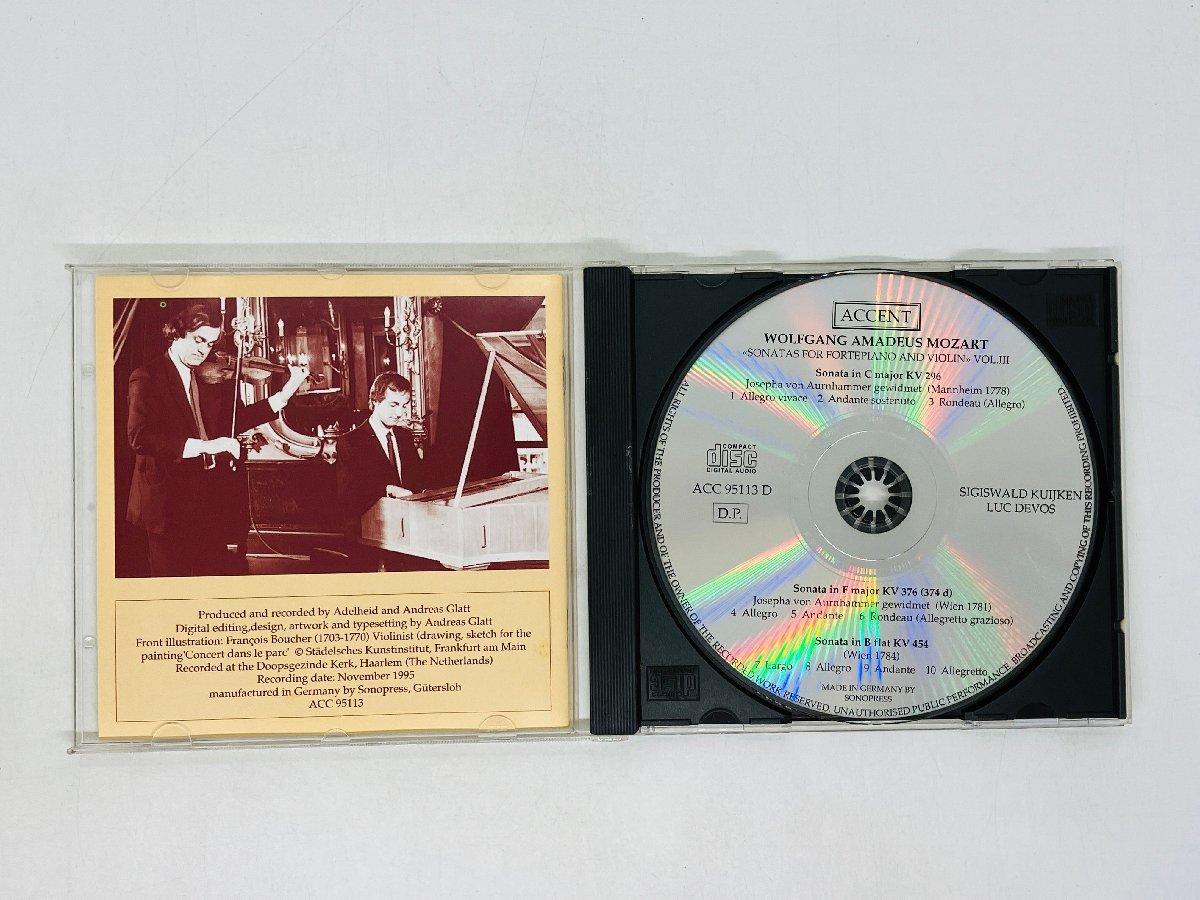 Produced and recorded by Adelheid and Andreas Glatt
Digital editing,design, artwork and typesetting by Andreas Glatt
Front illustration: François Boucher (1703-1770) Violinist (drawing, sketch for the
painting'Concert dans le parc' © Städelsches Kunstinstitut, Frankfurt am Main
Recorded at the Doopsgezinde Kerk, Haarlem (The Netherlands)
Recording date: November 1995
manufactured in Germany by Sonopress, Gütersloh
ACC 95113
ACCENT
WOLFGANG AMADEUS MOZART
«SONATAS FOR FORTEPIANO AND VIOLIN» VOL.III
Sonata in C major KV 296
Josepha von Aurnhammer gewidmet (Mannheim 1778)
1 Allegro vivace 2 Andante sostenuto 3 Rondeau (Allegro)
COMPACT
disc
DIGITAL AUDIO
ACC 95113 D
D.P.
SIGISWALD KUIJKEN
LUC DEVOS
Sonata in F major KV 376 (374 d)
Josepha von Aurnhammer gewidmet (Wien 1781)
4 Allegro 5 Andante 6 Rondeau (Allegretto grazioso)
Sonata in B flat KV 454
(Wien 1784)
7 Largo 8 Allegro 9 Andante 10 Allegretto
MADE IN GERMANY BY
SONOPRESS
ALL RIGHTS OF THE PRODUCER AND OF THE OWNER OF THE RECORDED WORK RESERVED. UNAUTHORISED PUBLIC PERFORMANCE, BROADCASTING AND COPYING OF THIS RECORDING PROHIBITED